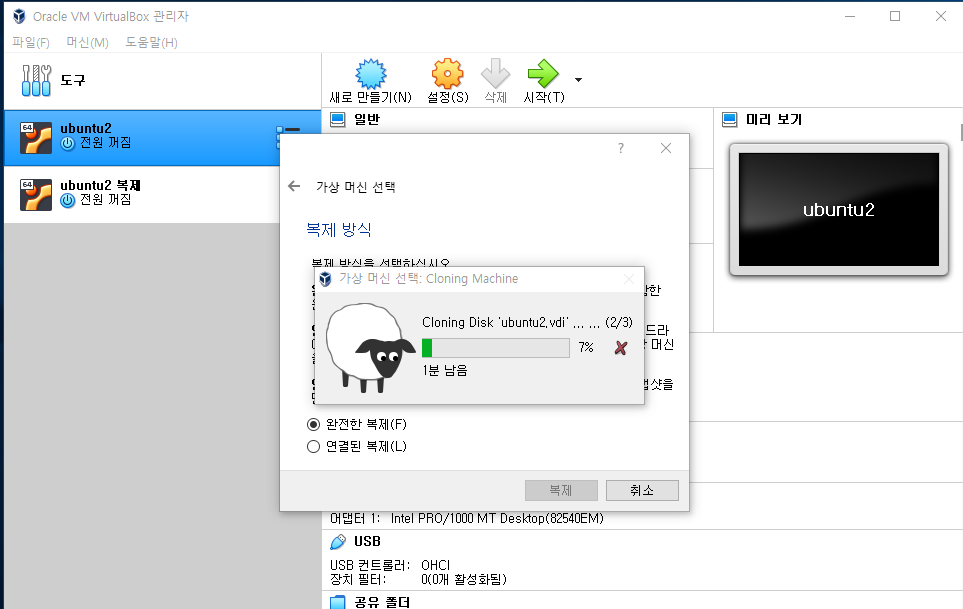 Oracle VM VirtualBox 관리자
파일(F) 머신(M) 도움말(H)
도구
새로 만들기(N) 설정(S) 삭제 시작(T)
64
ubuntu2
전원 꺼짐
64
ubuntu2 복제
전원 꺼짐
일반
미리 보기
ubuntu2
?
가상 머신 선택
복제 방식
복제 방식을 선택하십시오
가상 머신 선택: Cloning Machine
Cloning Disk 'ubuntu2.vdi' ... ... (2/3)
7%
1분 남음
드라
머신
샷을
완전한 복제(F)
연결된 복제(L)
복제 취소
어댑터 1: Intel PRO/1000 MT Desktop(82540EM)
USB
USB 컨트롤러: OHCI
장치 필터: 0(0개 활성화됨)
공유 폴더